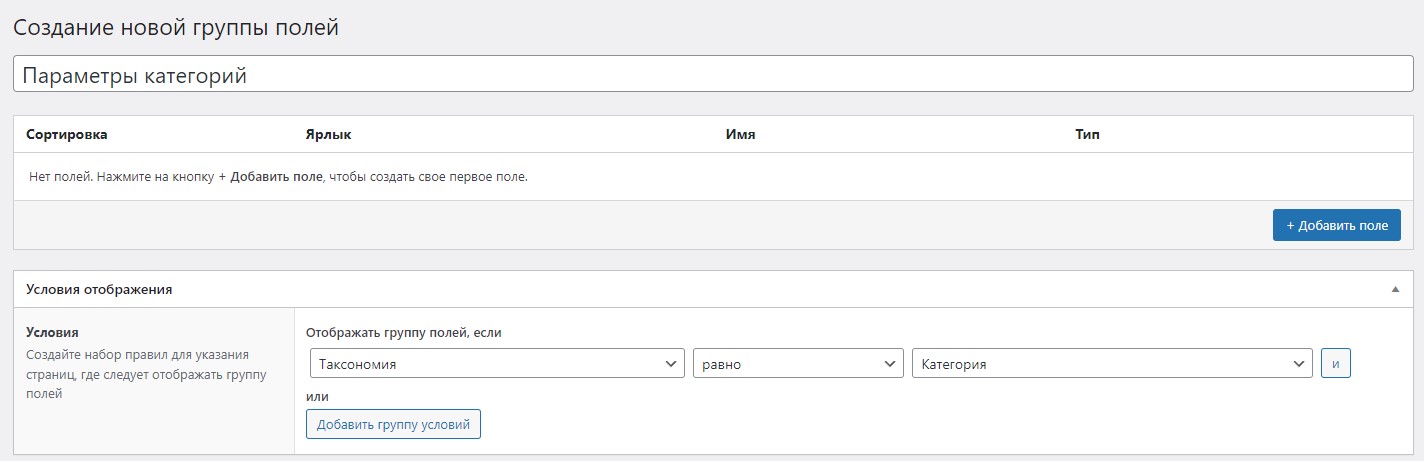 Создание новой группы полей
Параметры категорий
Сортировка Ярлык Имя Тип
Нет полей. Нажмите на кнопку + Добавить поле, чтобы создать свое первое поле.
+ Добавить поле
Условия отображения
Условия
Создайте набор правил для указания
страниц, где следует отображать группу
полей
Отображать группу полей, если
Таксономия равно Категория и
или
Добавить группу условий